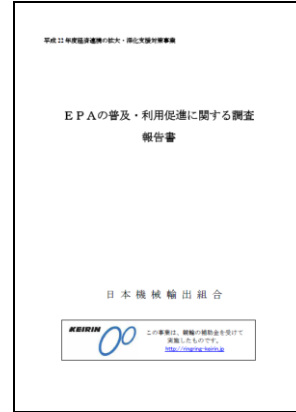 平成22年度経済連携の拡大・深化支援対策事業
ＥＰＡの普及・利用促進に関する調査
報告書
日本機械輸出組合
KEIRIN
この事業は、競輪の補助金を受けて
実施したものです。
http://ringring-keirin.jp